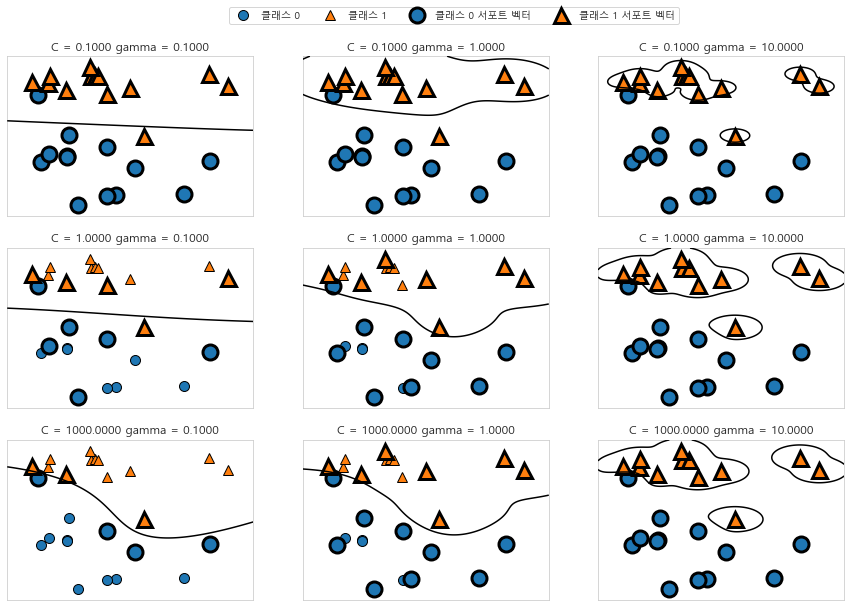 클래스 0 클래스 1 클래스 0 서포트 벡터 클래스 1 서포트 벡터
C = 0.1000 gamma = 0.1000 C = 0.1000 gamma = 1.0000 C = 0.1000 gamma = 10.0000
C = 1.0000 gamma = 0.1000 C = 1.0000 gamma = 1.0000 C = 1.0000 gamma = 10.0000
C = 1000.0000 gamma = 0.1000 C = 1000.0000 gamma = 1.0000 C = 1000.0000 gamma = 10.0000